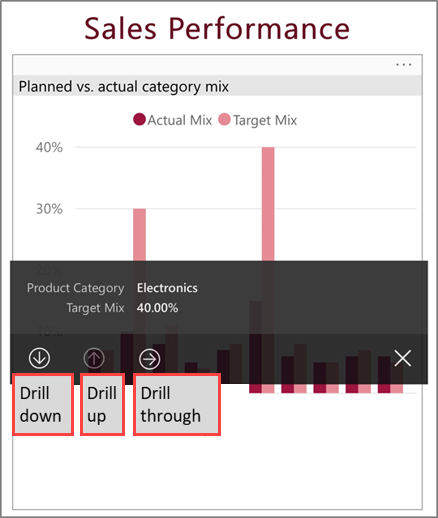 Sales Performance
...
Planned vs. actual category mix
Actual Mix Target Mix
40%
30%
Product Category Electronics
Target Mix 40.00%
Drill down
Drill up
Drill through